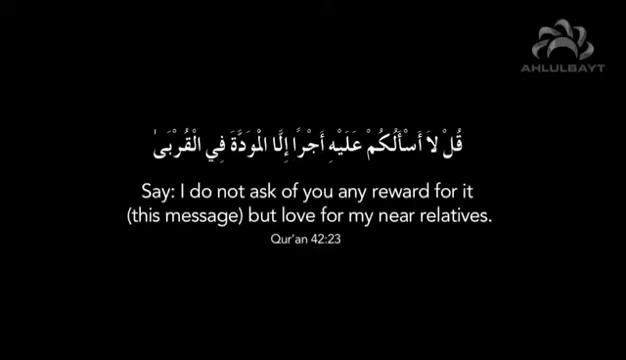 AHLULBAYT
قُلْ لاَ أَسْأَلُكُمْ عَلَيْهِ أَجْرًا إِلَّا الْمَوَدَّةَ فِي الْقُرْبَىٰ
Say: I do not ask of you any reward for it
(this message) but love for my near relatives.
Qur'an 42:23